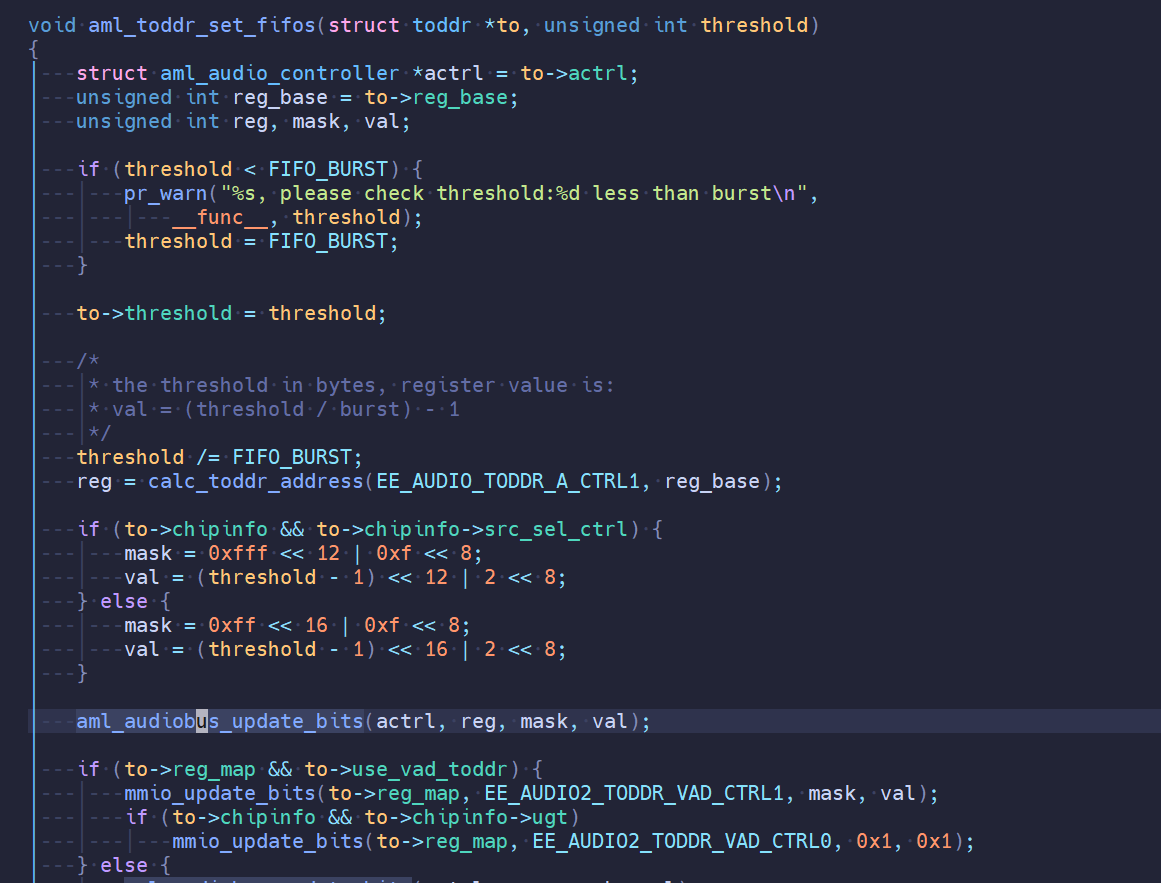 void aml_toddr_set_fifos(struct toddr *to, unsigned int threshold)
{
    struct aml_audio_controller *actrl = to->actrl;
    unsigned int reg_base = to->reg_base;
    unsigned int reg, mask, val;

    if (threshold < FIFO_BURST) {
        pr_warn("%s, please check threshold:%d less than burst\n",
            __func__, threshold);
        threshold = FIFO_BURST;
    }

    to->threshold = threshold;

    /*
     * the threshold in bytes, register value is:
     * val = (threshold / burst) - 1
     */
    threshold /= FIFO_BURST;
    reg = calc_toddr_address(EE_AUDIO_TODDR_A_CTRL1, reg_base);

    if (to->chipinfo && to->chipinfo->src_sel_ctrl) {
        mask = 0xfff << 12 | 0xf << 8;
        val = (threshold - 1) << 12 | 2 << 8;
    } else {
        mask = 0xff << 16 | 0xf << 8;
        val = (threshold - 1) << 16 | 2 << 8;
    }

    aml_audiobus_update_bits(actrl, reg, mask, val);

    if (to->reg_map && to->use_vad_toddr) {
        mmio_update_bits(to->reg_map, EE_AUDIO2_TODDR_VAD_CTRL1, mask, val);
        if (to->chipinfo && to->chipinfo->ugt)
            mmio_update_bits(to->reg_map, EE_AUDIO2_TODDR_VAD_CTRL0, 0x1, 0x1);
    } else {